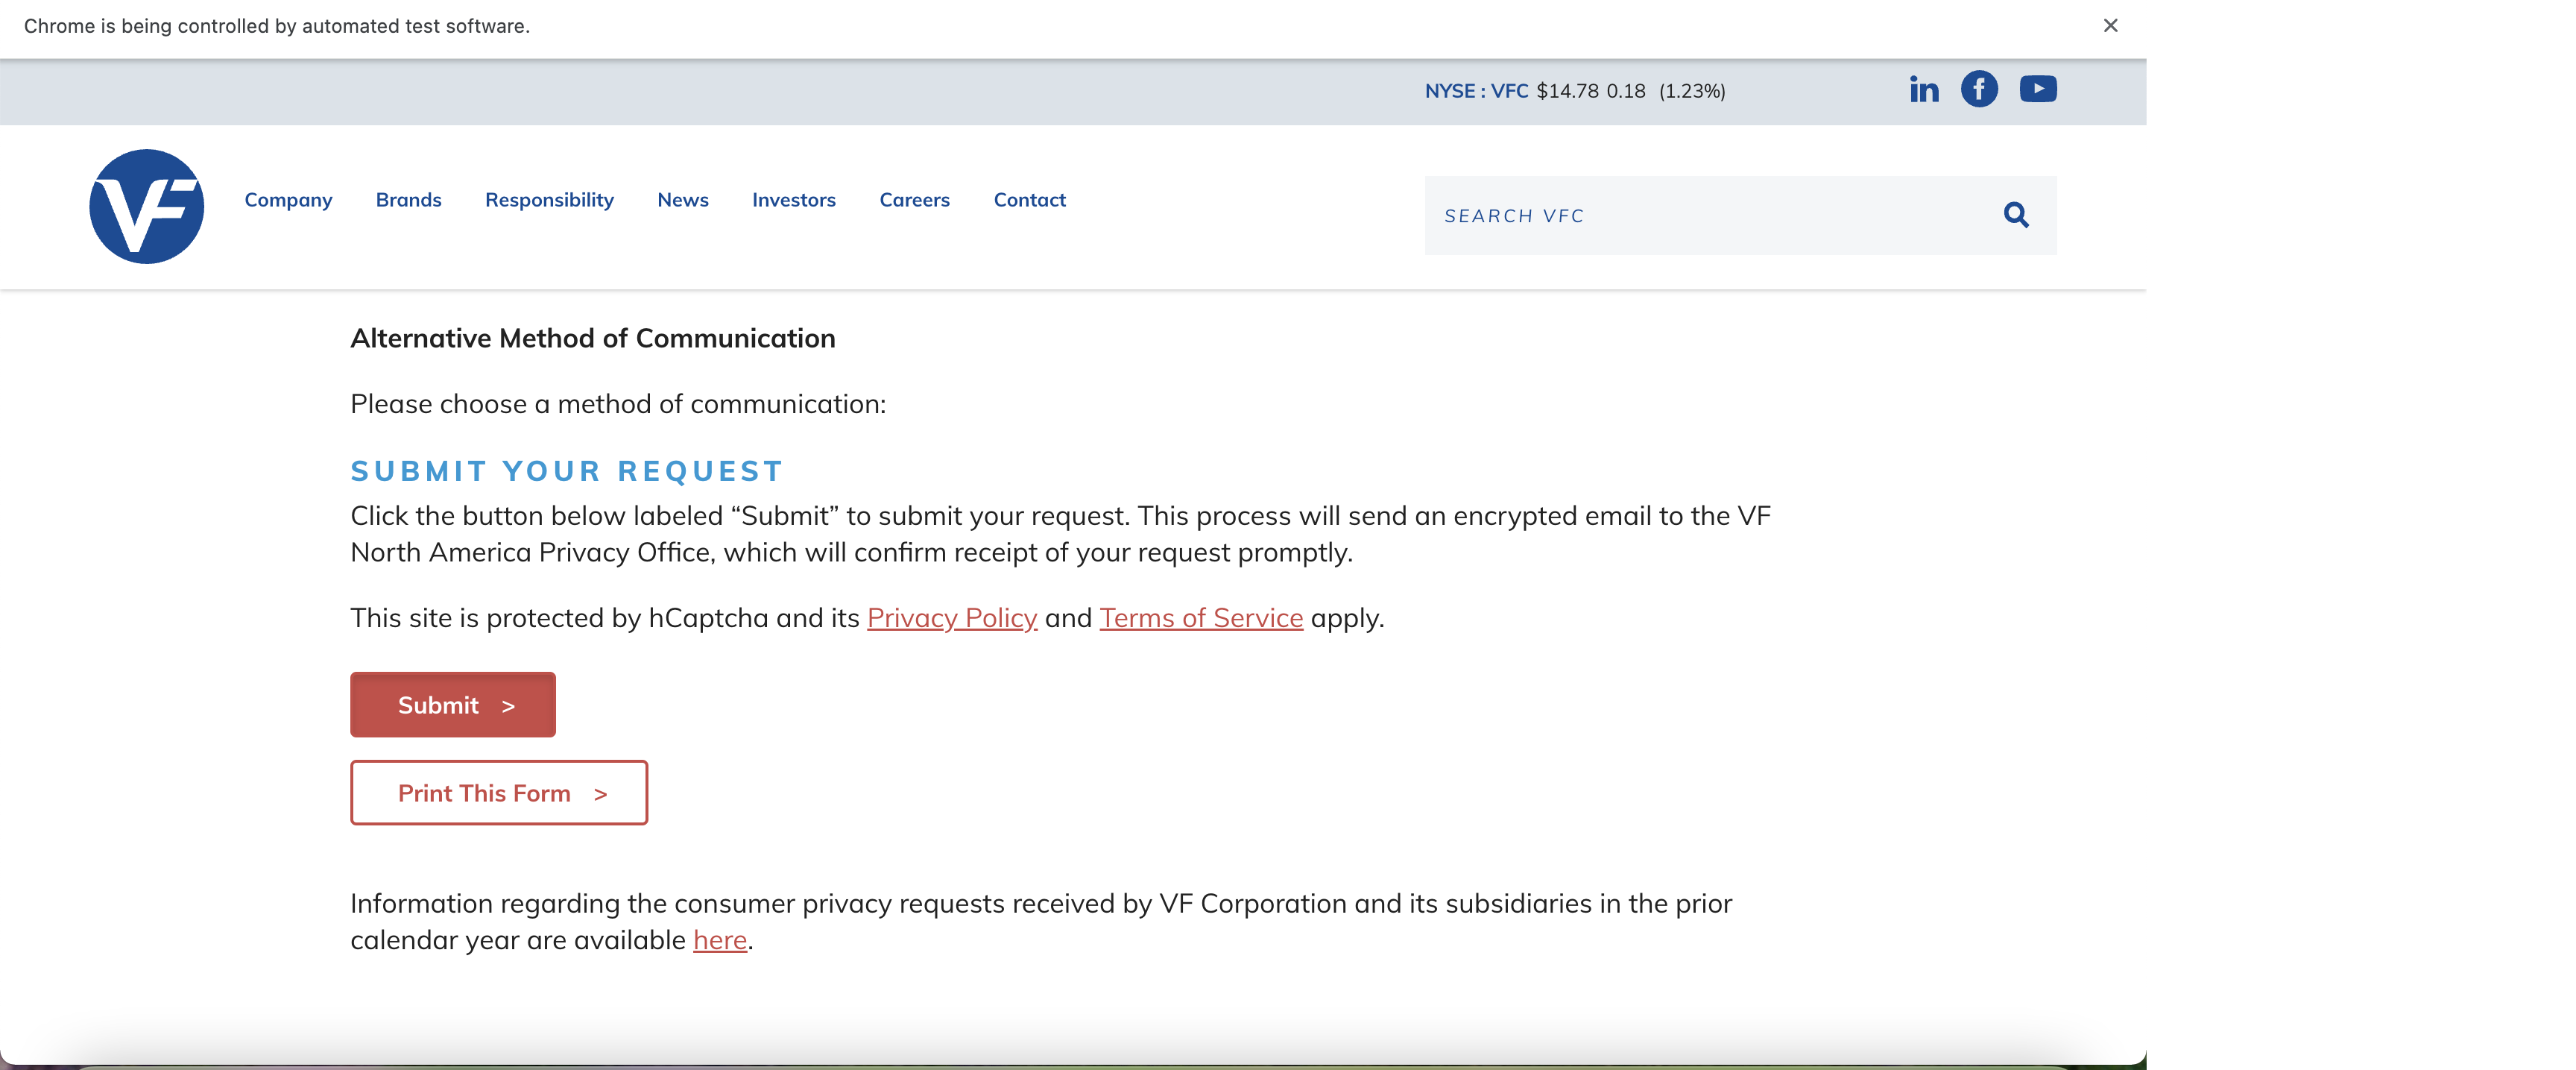 Chrome is being controlled by automated test software.
NYSE : VFC $14.78 0.18 (1.23%)
VF
Company Brands Responsibility News Investors Careers Contact
SEARCH VFC
Alternative Method of Communication
Please choose a method of communication:
SUBMIT YOUR REQUEST
Click the button below labeled “Submit” to submit your request. This process will send an encrypted email to the VF
North America Privacy Office, which will confirm receipt of your request promptly.
This site is protected by hCaptcha and its Privacy Policy and Terms of Service apply.
Submit >
Print This Form >
Information regarding the consumer privacy requests received by VF Corporation and its subsidiaries in the prior
calendar year are available here.